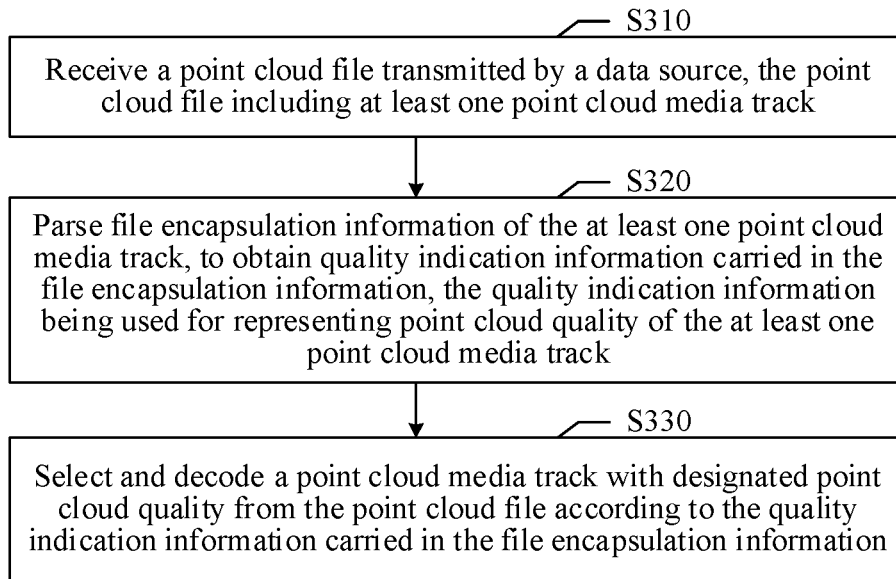 S310
Receive a point cloud file transmitted by a data source, the point
cloud file including at least one point cloud media track
S320
Parse file encapsulation information of the at least one point cloud
media track, to obtain quality indication information carried in the
file encapsulation information, the quality indication information
being used for representing point cloud quality of the at least one
point cloud media track
S330
Select and decode a point cloud media track with designated point
cloud quality from the point cloud file according to the quality
indication information carried in the file encapsulation information